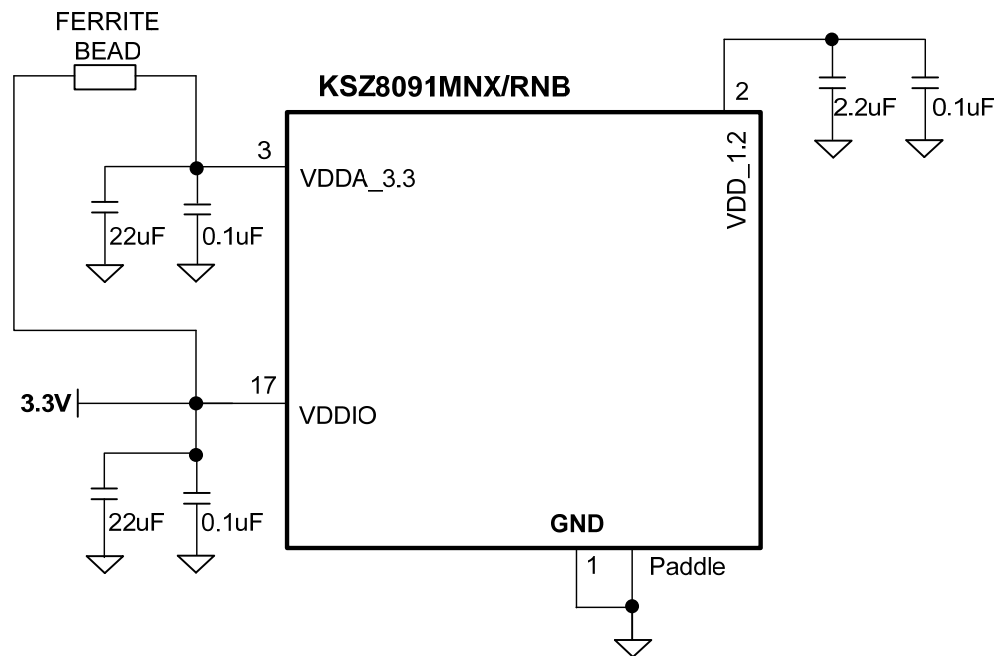 FERRITE
BEAD
KSZ8091MNX/RNB
2
2.2uF
0.1uF
VDD_1.2
3
VDDA_3.3
22uF
0.1uF
17
3.3V
VDDIO
22uF
0.1uF
GND
1
Paddle